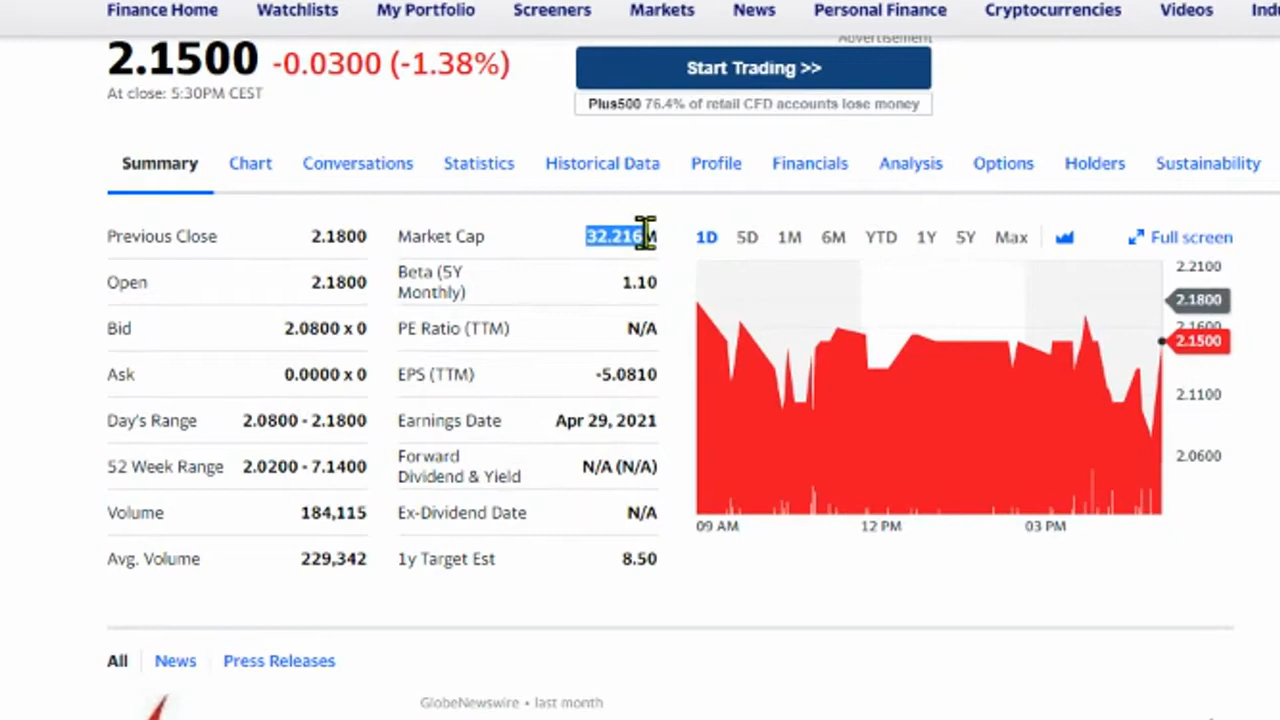 Finance Home Watchlists My Portfolio Screeners Markets News Personal Finance Cryptocurrencies Videos
2.1500 -0.0300 (-1.38%)
At close: 5:30PM CEST
Advertisement
Start Trading >>
Plus500 76.4% of retail CFD accounts lose money
Summary Chart Conversations Statistics Historical Data Profile Financials Analysis Options Holders Sustainability
Previous Close 2.1800
Open 2.1800
Bid 2.0800 x 0
Ask 0.0000 x 0
Day's Range 2.0800 - 2.1800
52 Week Range 2.0200 - 7.1400
Volume 184,115
Avg. Volume 229,342
Market Cap 32.216M
Beta (5Y
Monthly) 1.10
PE Ratio (TTM) N/A
EPS (TTM) -5.0810
Earnings Date Apr 29, 2021
Forward
Dividend & Yield N/A (N/A)
Ex-Dividend Date N/A
1y Target Est 8.50
1D 5D 1M 6M YTD 1Y 5Y Max Full screen
2.2100
2.1800
2.1600
2.1500
2.1100
2.0600
09 AM 12 PM 03 PM
All News Press Releases
GlobeNewswire • last month